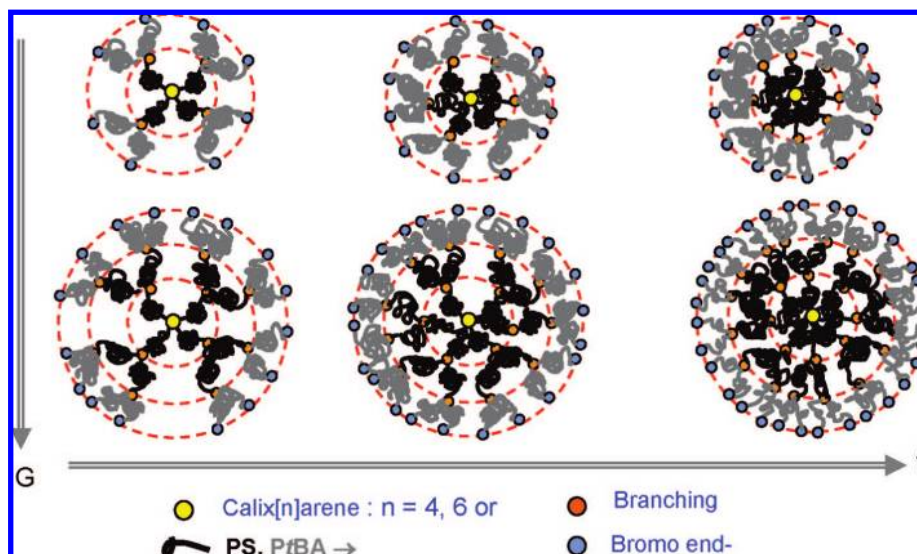 G
Calix[n]arene : n = 4, 6 or
Branching
PS, PtBA →
Bromo end-